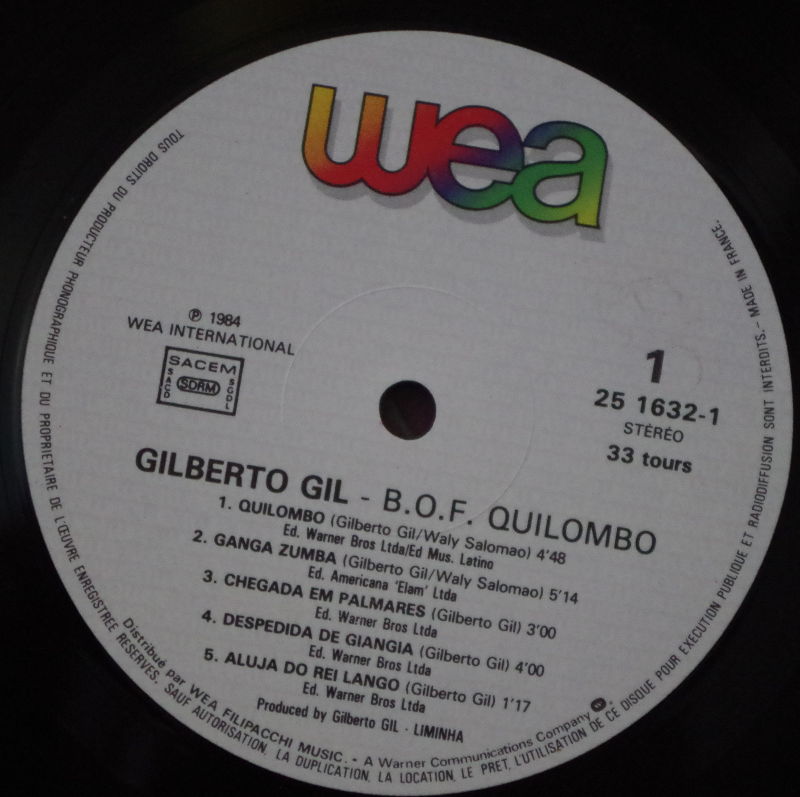 wea
℗ 1984
WEA INTERNATIONAL
SACEM
SACD
SDRM
SGDL
1
25 1632-1
STÉRÉO
33 tours
GILBERTO GIL - B.O.F. QUILOMBO
1. QUILOMBO (Gilberto Gil/Waly Salomao) 4'48
Ed. Warner Bros Ltda/Ed Mus. Latino
2. GANGA ZUMBA (Gilberto Gil/Waly Salomao) 5'14
Ed. Americana 'Elam' Ltda
3. CHEGADA EM PALMARES (Gilberto Gil) 3'00
Ed. Warner Bros Ltda
4. DESPEDIDA DE GIANGIA (Gilberto Gil) 4'00
Ed. Warner Bros Ltda
5. ALUJA DO REI LANGO (Gilberto Gil) 1'17
Ed. Warner Bros Ltda
Produced by Gilberto GIL - LIMINHA
Distribué par WEA FILIPACCHI MUSIC. - A Warner Communications Company
TOUS DROITS DU PRODUCTEUR PHONOGRAPHIQUE ET DU PROPRIETAIRE DE L'ŒUVRE ENREGISTREE RESERVES. SAUF AUTORISATION, LA DUPLICATION, LA LOCATION, LE PRET, L'UTILISATION DE CE DISQUE POUR EXECUTION PUBLIQUE ET RADIODIFFUSION SONT INTERDITS. - MADE IN FRANCE.